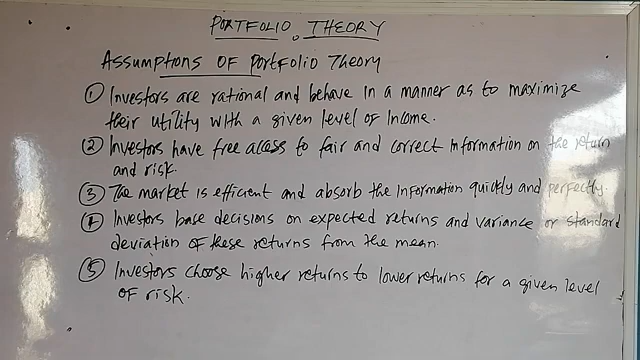 PORTFOLIO THEORY
Assumptions OF Portfolio Theory
① Investors are rational and behave in a manner as to maximize
their utility with a given level of Income.
② Investors have free access to fair and correct information on the return
and risk.
③ The market is efficient and absorb the information quickly and perfectly.
④ Investors base decisions on expected returns and variance or standard
deviation of these returns from the mean.
⑤ Investors choose higher returns to lower returns for a given level
OF risk.